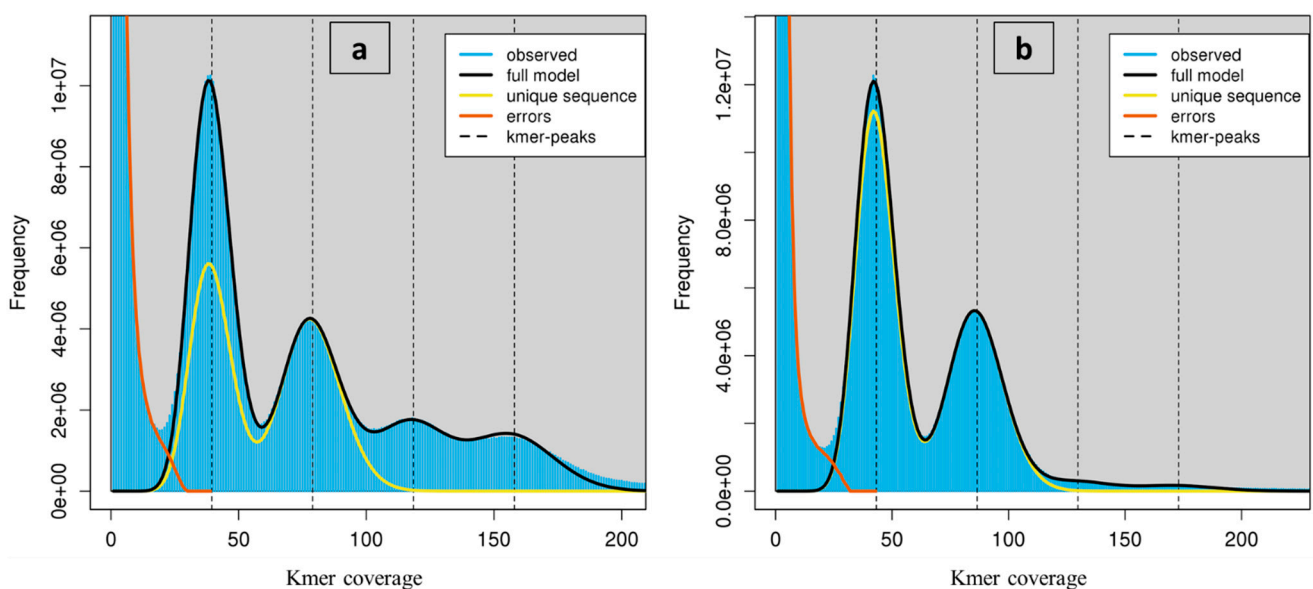 a
observed
full model
unique sequence
errors
kmer-peaks
Frequency
0e+00
2e+06
4e+06
6e+06
8e+06
1e+07
0
50
100
150
200
Kmer coverage
b
observed
full model
unique sequence
errors
kmer-peaks
Frequency
0.0e+00
4.0e+06
8.0e+06
1.2e+07
0
50
100
150
200
Kmer coverage